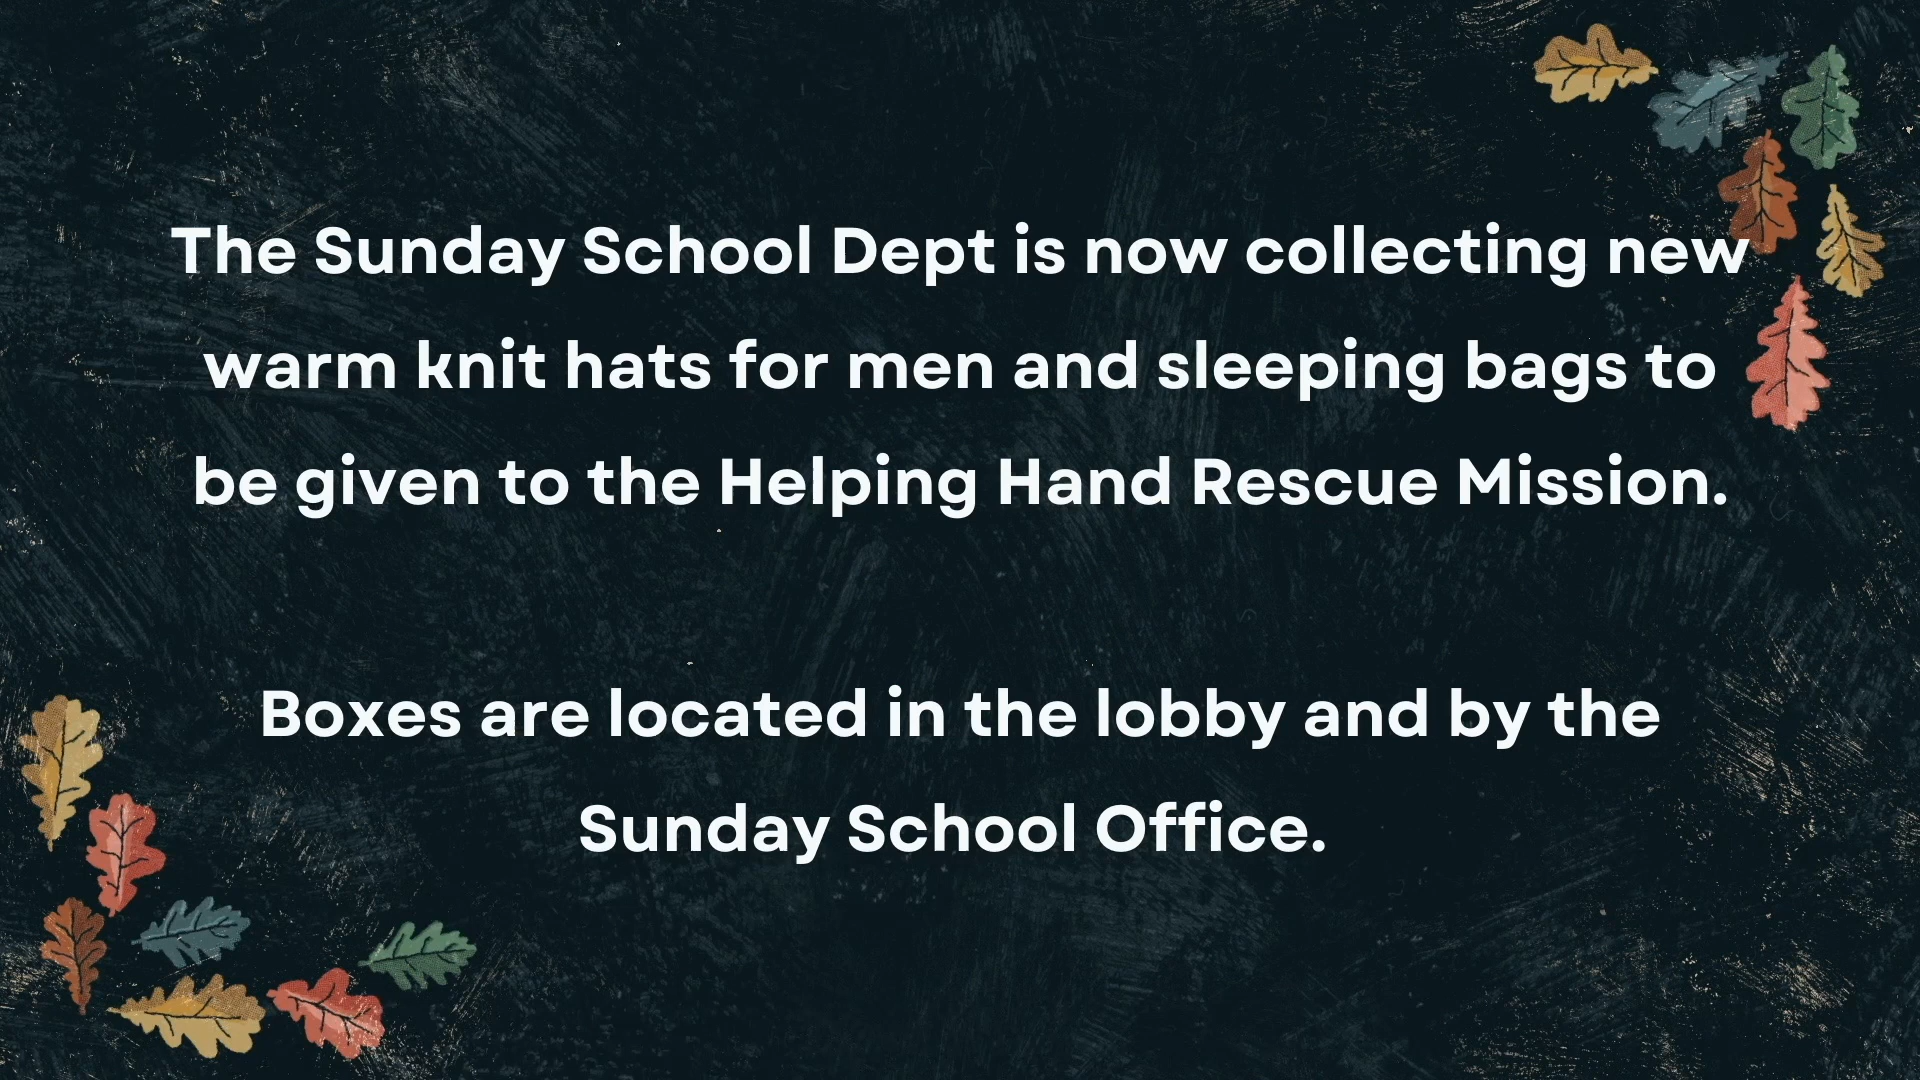 The Sunday School Dept is now collecting new
warm knit hats for men and sleeping bags to
be given to the Helping Hand Rescue Mission.
Boxes are located in the lobby and by the
Sunday School Office.